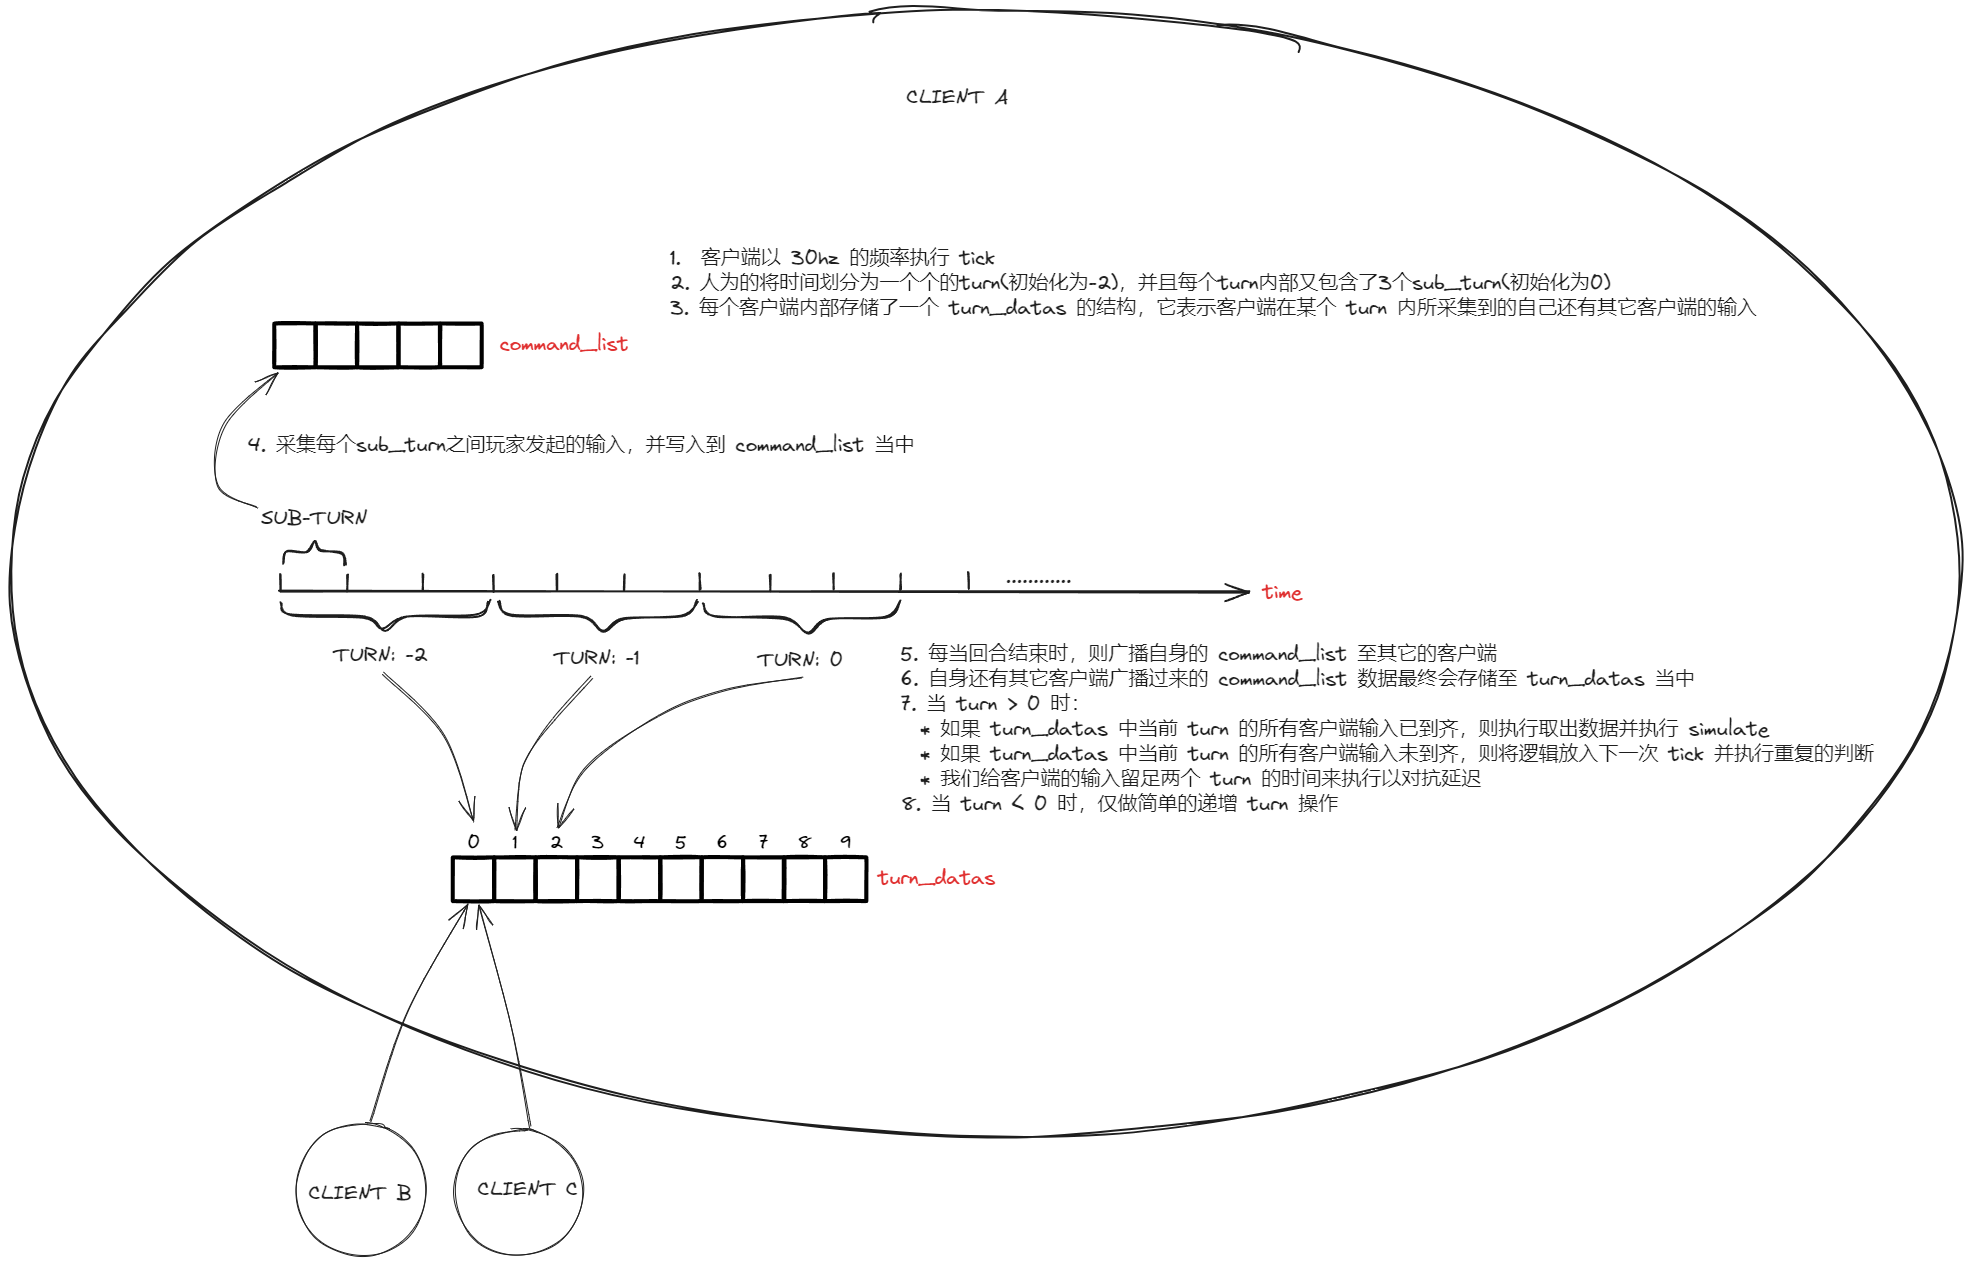 CLIENT A
1. 客户端以 30hz 的频率执行 tick
2. 人为的将时间划分为一个个的turn(初始化为-2)，并且每个turn内部又包含了3个sub_turn(初始化为0)
3. 每个客户端内部存储了一个 turn_datas 的结构，它表示客户端在某个 turn 内所采集到的自己还有其它客户端的输入
command_list
4. 采集每个sub_turn之间玩家发起的输入，并写入到 command_list 当中
SUB-TURN
............
time
TURN: -2
TURN: -1
TURN: 0
5. 每当回合结束时，则广播自身的 command_list 至其它的客户端
6. 自身还有其它客户端广播过来的 command_list 数据最终会存储至 turn_datas 当中
7. 当 turn > 0 时：
* 如果 turn_datas 中当前 turn 的所有客户端输入已到齐，则执行取出数据并执行 simulate
* 如果 turn_datas 中当前 turn 的所有客户端输入未到齐，则将逻辑放入下一次 tick 并执行重复的判断
* 我们给客户端的输入留足两个 turn 的时间来执行以对抗延迟
8. 当 turn < 0 时，仅做简单的递增 turn 操作
0 1 2 3 4 5 6 7 8 9
turn_datas
CLIENT B
CLIENT C